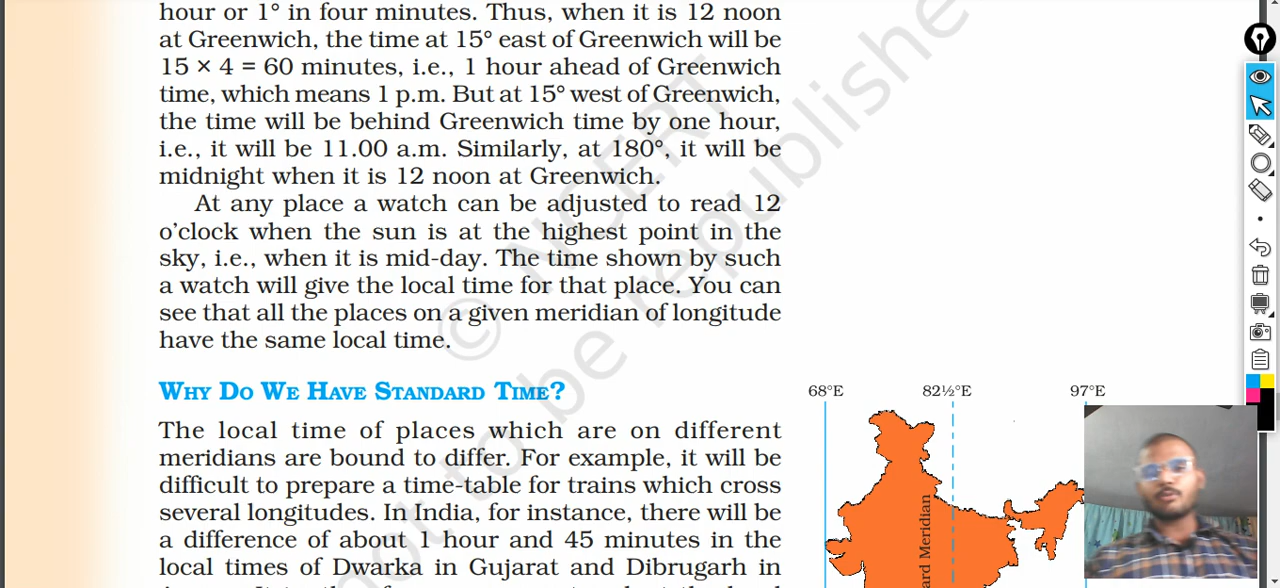 hour or 1° in four minutes. Thus, when it is 12 noon
at Greenwich, the time at 15° east of Greenwich will be
15 × 4 = 60 minutes, i.e., 1 hour ahead of Greenwich
time, which means 1 p.m. But at 15° west of Greenwich,
the time will be behind Greenwich time by one hour,
i.e., it will be 11.00 a.m. Similarly, at 180°, it will be
midnight when it is 12 noon at Greenwich.
At any place a watch can be adjusted to read 12
o'clock when the sun is at the highest point in the
sky, i.e., when it is mid-day. The time shown by such
a watch will give the local time for that place. You can
see that all the places on a given meridian of longitude
have the same local time.
WHY DO WE HAVE STANDARD TIME?
The local time of places which are on different
meridians are bound to differ. For example, it will be
difficult to prepare a time-table for trains which cross
several longitudes. In India, for instance, there will be
a difference of about 1 hour and 45 minutes in the
local times of Dwarka in Gujarat and Dibrugarh in
68°E 82½°E 97°E
ard Meridian
© NCERT
not to be republishe